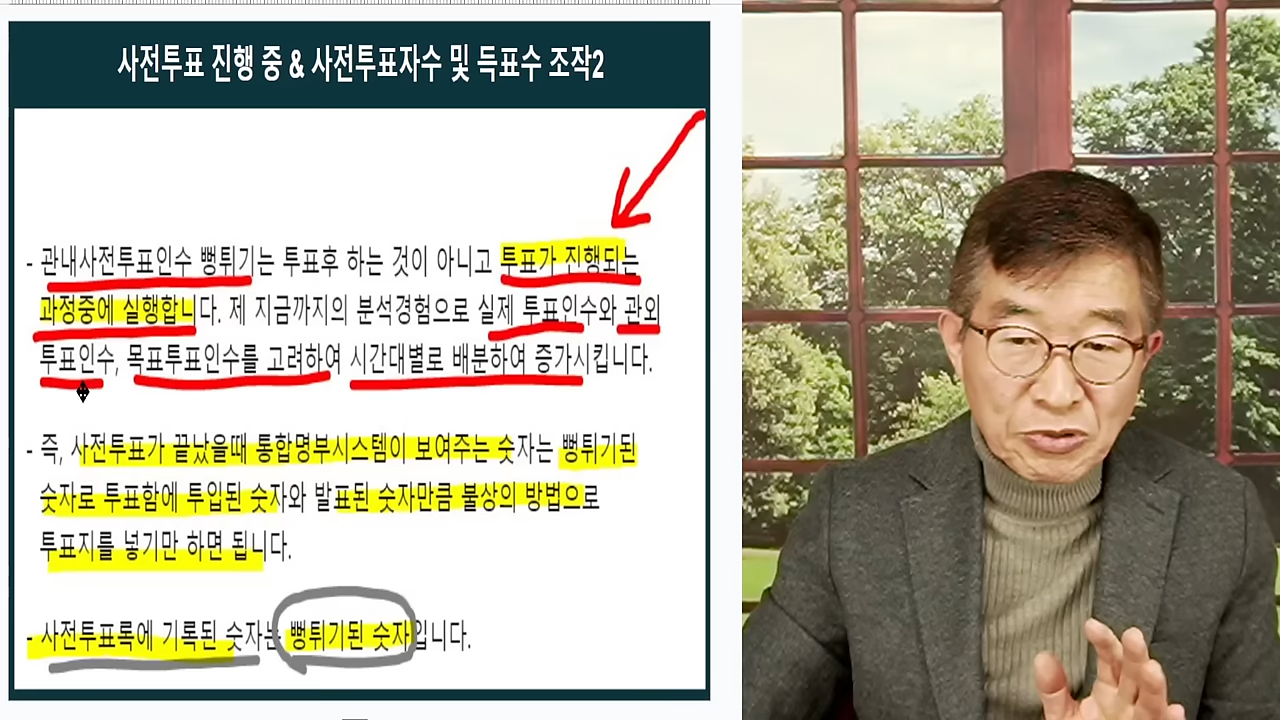 사전투표 진행 중 & 사전투표자수 및 득표수 조작2
- 관내사전투표인수 뻥튀기는 투표후 하는 것이 아니고 투표가 진행되는
과정중에 실행합니다. 제 지금까지의 분석경험으로 실제 투표인수와 관외
투표인수, 목표투표인수를 고려하여 시간대별로 배분하여 증가시킵니다.
- 즉, 사전투표가 끝났을때 통합명부시스템이 보여주는 숫자는 뻥튀기된
숫자로 투표함에 투입된 숫자와 발표된 숫자만큼 불상의 방법으로
투표지를 넣기만 하면 됩니다.
- 사전투표록에 기록된 숫자는 뻥튀기된 숫자입니다.